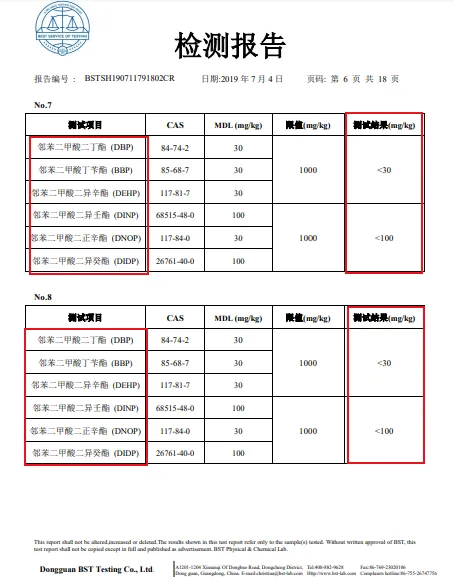 BEST SERVICE OF TESTING
检测报告
报告编号 : BSTSH190711791802CR 日期:2019 年 7 月 4 日 页码: 第 6 页 共 18 页
No.7
测试项目 CAS MDL (mg/kg) 限值(mg/kg) 测试结果(mg/kg)
邻苯二甲酸二丁酯 (DBP) 84-74-2 30
邻苯二甲酸丁苄酯 (BBP) 85-68-7 30 1000 <30
邻苯二甲酸二异辛酯 (DEHP) 117-81-7 30
邻苯二甲酸二异壬酯 (DINP) 68515-48-0 100
邻苯二甲酸二正辛酯 (DNOP) 117-84-0 30 1000 <100
邻苯二甲酸二异癸酯 (DIDP) 26761-40-0 100
No.8
测试项目 CAS MDL (mg/kg) 限值(mg/kg) 测试结果(mg/kg)
邻苯二甲酸二丁酯 (DBP) 84-74-2 30
邻苯二甲酸丁苄酯 (BBP) 85-68-7 30 1000 <30
邻苯二甲酸二异辛酯 (DEHP) 117-81-7 30
邻苯二甲酸二异壬酯 (DINP) 68515-48-0 100
邻苯二甲酸二正辛酯 (DNOP) 117-84-0 30 1000 <100
邻苯二甲酸二异癸酯 (DIDP) 26761-40-0 100
This report shall not be altered,increased or deleted.The results shown in this test report refer only to the sample(s) tested. Without written approval of BST, this
test report shall not be copied except in full and published as advertisement. BST Physical & Chemical Lab.
Dongguan BST Testing Co., Ltd.
A1201-1204 Xinianqi Of Donghua Road, Dongcheng District, Tel:400-882-9628 Fax:86-769-23020106
Dong guan, Guangdong, China. E-mail:christina@bst-lab.com Http://www.bst-lab.com Complaints hotline:86-755-26747756